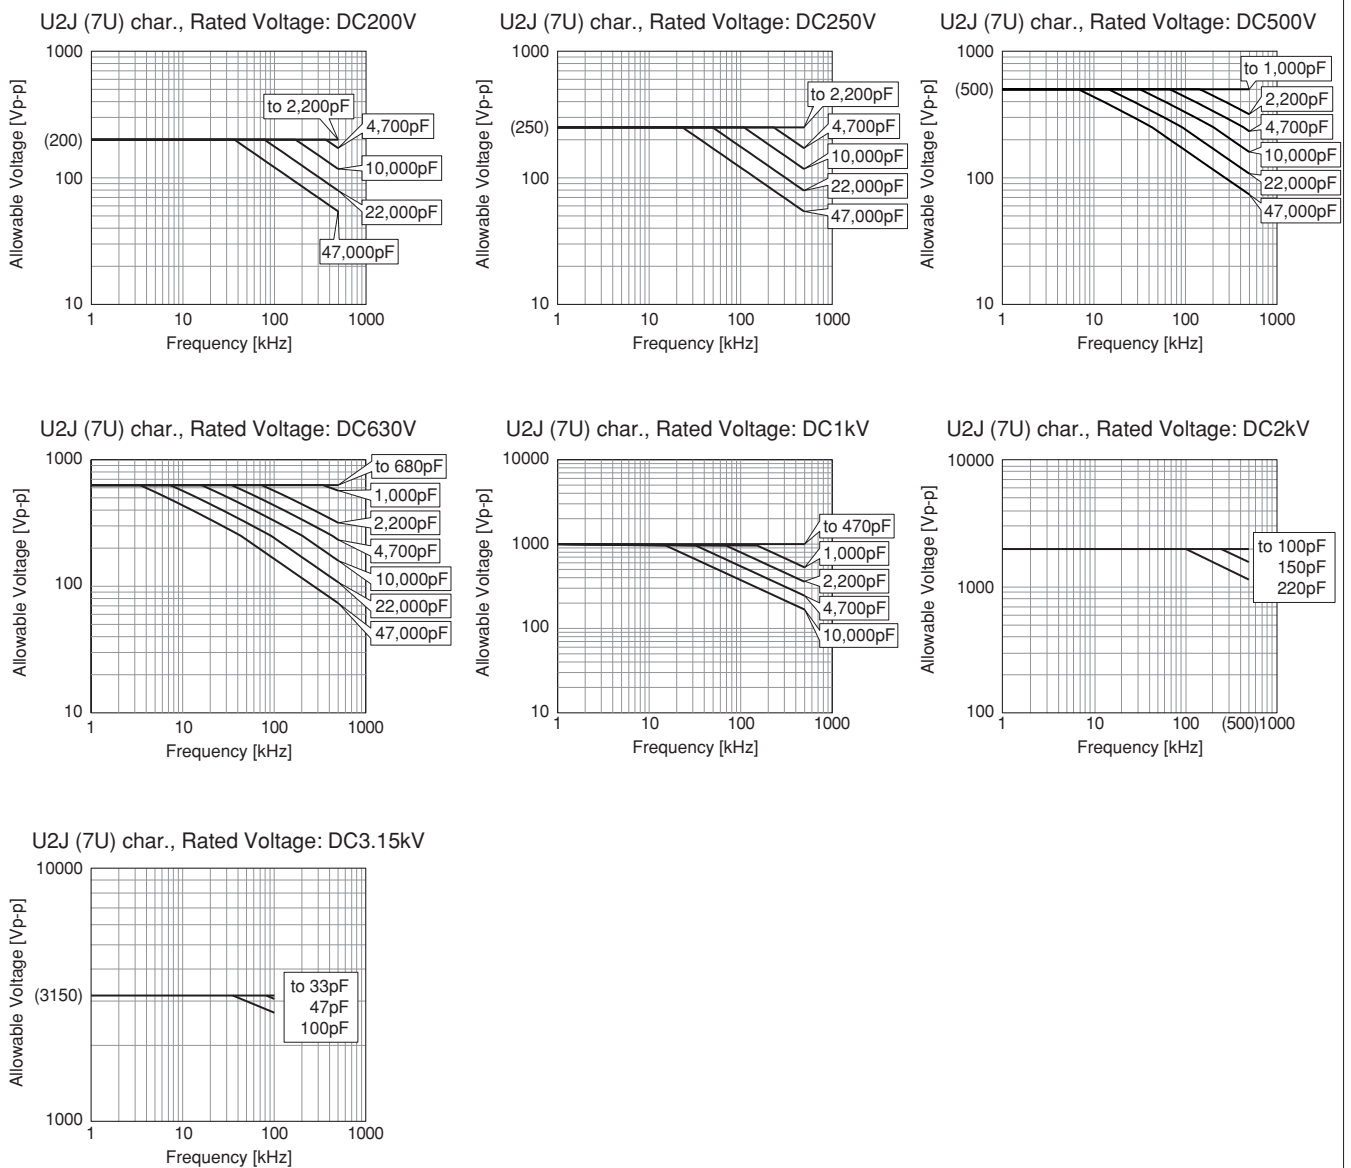 U2J (7U) char., Rated Voltage: DC200V
Allowable Voltage [Vp-p]
1000
(200)
100
10
to 2,200pF
4,700pF
10,000pF
22,000pF
47,000pF
1 10 100 1000
Frequency [kHz]
U2J (7U) char., Rated Voltage: DC250V
Allowable Voltage [Vp-p]
1000
(250)
100
10
to 2,200pF
4,700pF
10,000pF
22,000pF
47,000pF
1 10 100 1000
Frequency [kHz]
U2J (7U) char., Rated Voltage: DC500V
Allowable Voltage [Vp-p]
1000
(500)
100
10
to 1,000pF
2,200pF
4,700pF
10,000pF
22,000pF
47,000pF
1 10 100 1000
Frequency [kHz]
U2J (7U) char., Rated Voltage: DC630V
Allowable Voltage [Vp-p]
1000
100
10
to 680pF
1,000pF
2,200pF
4,700pF
10,000pF
22,000pF
47,000pF
1 10 100 1000
Frequency [kHz]
U2J (7U) char., Rated Voltage: DC1kV
Allowable Voltage [Vp-p]
10000
1000
100
10
to 470pF
1,000pF
2,200pF
4,700pF
10,000pF
1 10 100 1000
Frequency [kHz]
U2J (7U) char., Rated Voltage: DC2kV
Allowable Voltage [Vp-p]
10000
1000
100
to 100pF
150pF
220pF
1 10 100 (500)1000
Frequency [kHz]
U2J (7U) char., Rated Voltage: DC3.15kV
Allowable Voltage [Vp-p]
10000
(3150)
1000
to 33pF
47pF
100pF
1 10 100 1000
Frequency [kHz]